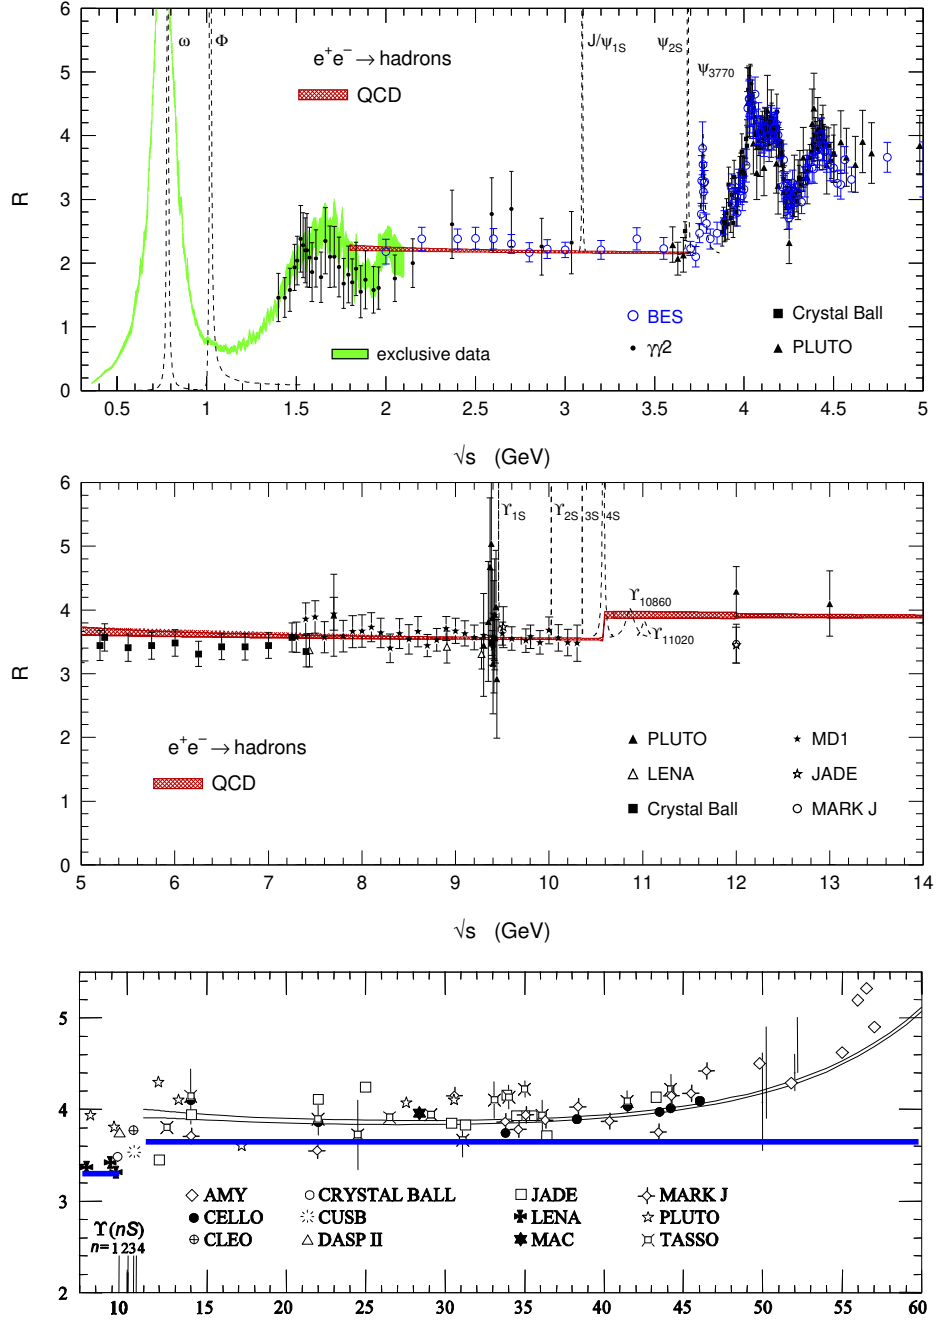 6
5
4
3
2
1
0
R
ω Φ J/ψ1S ψ2S
ψ3770
e+e− → hadrons
QCD
BES Crystal Ball
exclusive data γγ2 PLUTO
0.5 1 1.5 2 2.5 3 3.5 4 4.5 5
√s (GeV)
6
5
4
3
2
1
0
R
ϒ1S ϒ2S 3S 4S
ϒ10860
ϒ11020
e+e− → hadrons
QCD
PLUTO MD1
LENA JADE
Crystal Ball MARK J
5 6 7 8 9 10 11 12 13 14
√s (GeV)
5
4
3
2
AMY CRYSTAL BALL JADE MARK J
CELLO CUSB LENA PLUTO
CLEO DASP II MAC TASSO
ϒ(nS)
n=1234
10 15 20 25 30 35 40 45 50 55 60